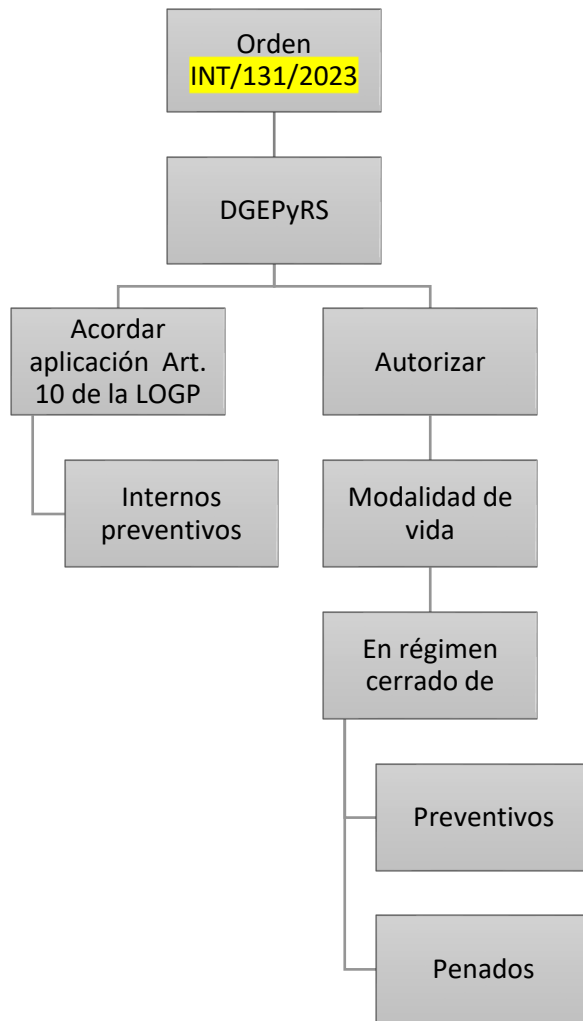 Orden
INT/131/2023
DGEPyRS
Acordar
aplicación Art.
10 de la LOGP
Internos
preventivos
Autorizar
Modalidad de
vida
En régimen
cerrado de
Preventivos
Penados